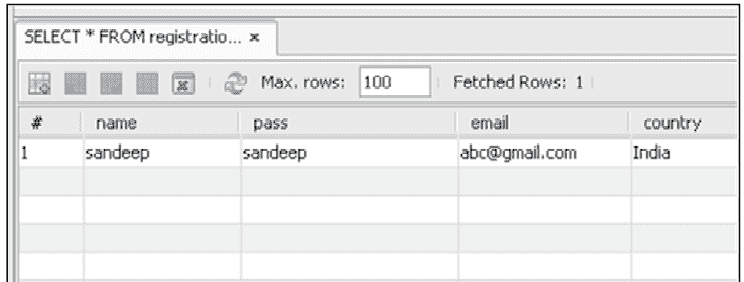 SELECT * FROM registratio... x
Max. rows: 100 Fetched Rows: 1
# name pass email country
1 sandeep sandeep abc@gmail.com India